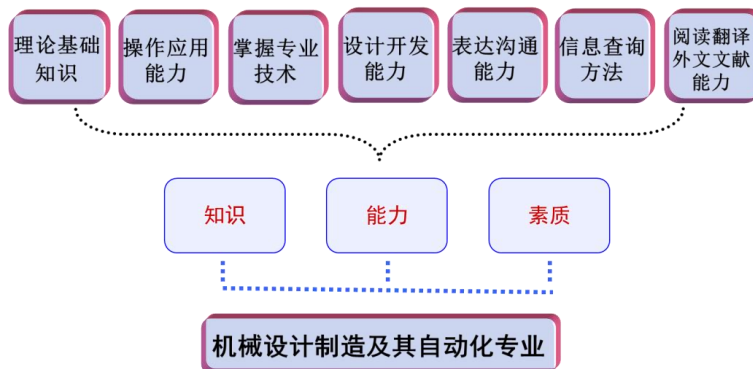 理论基础
知识
操作应用
能力
掌握专业
技术
设计开发
能力
表达沟通
能力
信息查询
方法
阅读翻译
外文文献
能力
知识
能力
素质
机械设计制造及其自动化专业